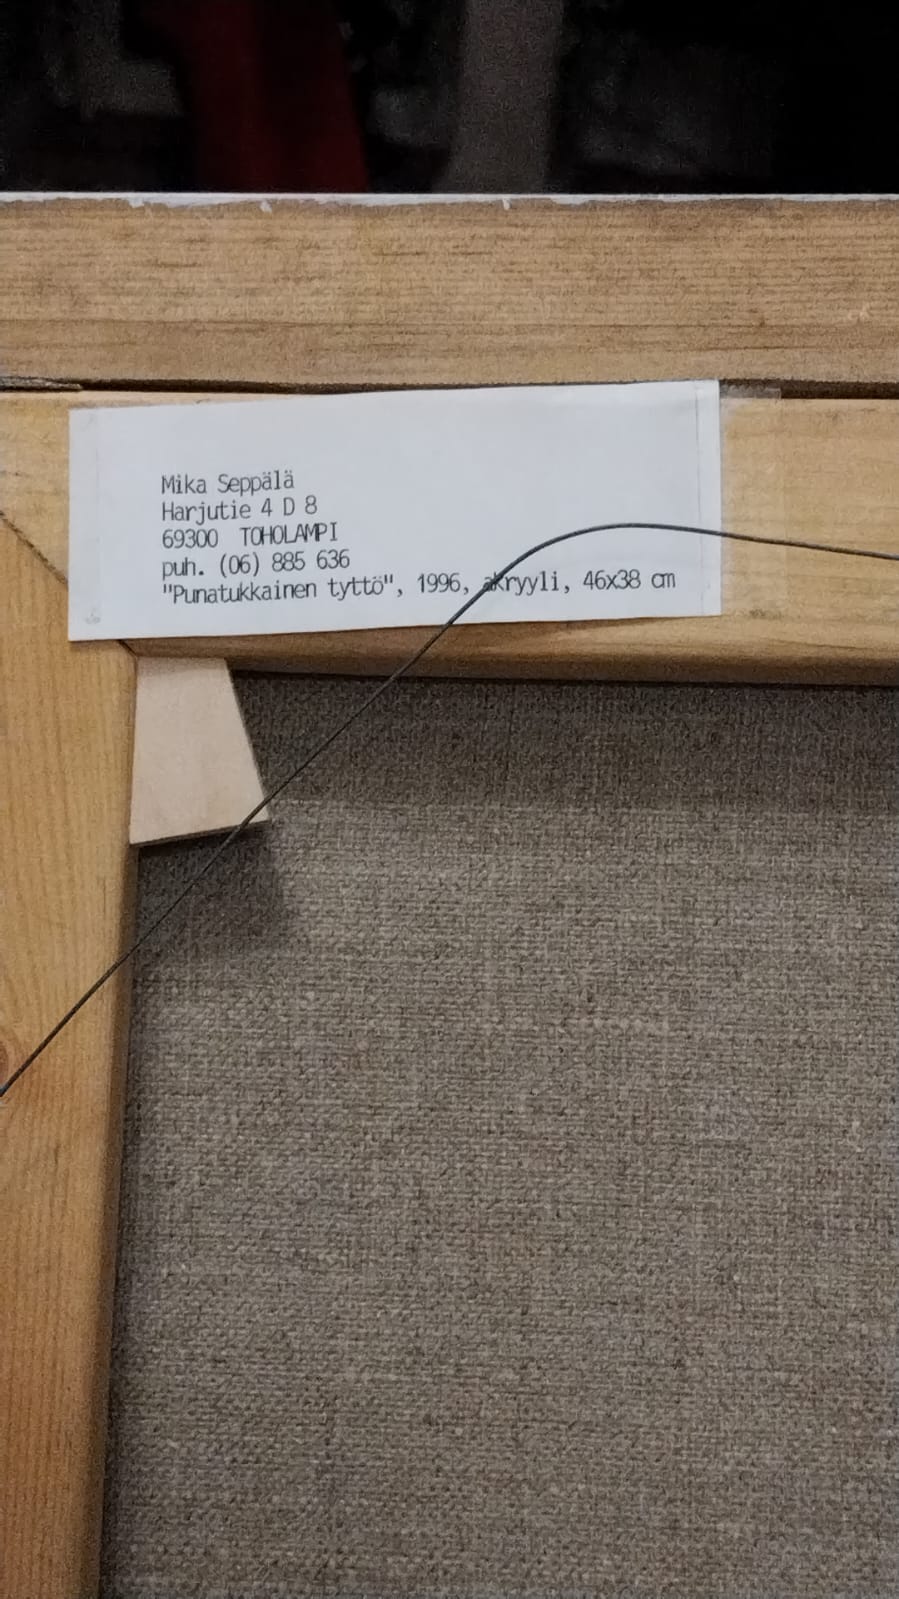 Mika Seppälä
Harjutie 4 D 8
69300 TOHOLAMPI
puh. (06) 885 636
"Punatukkainen tyttö", 1996, akryyli, 46x38 cm